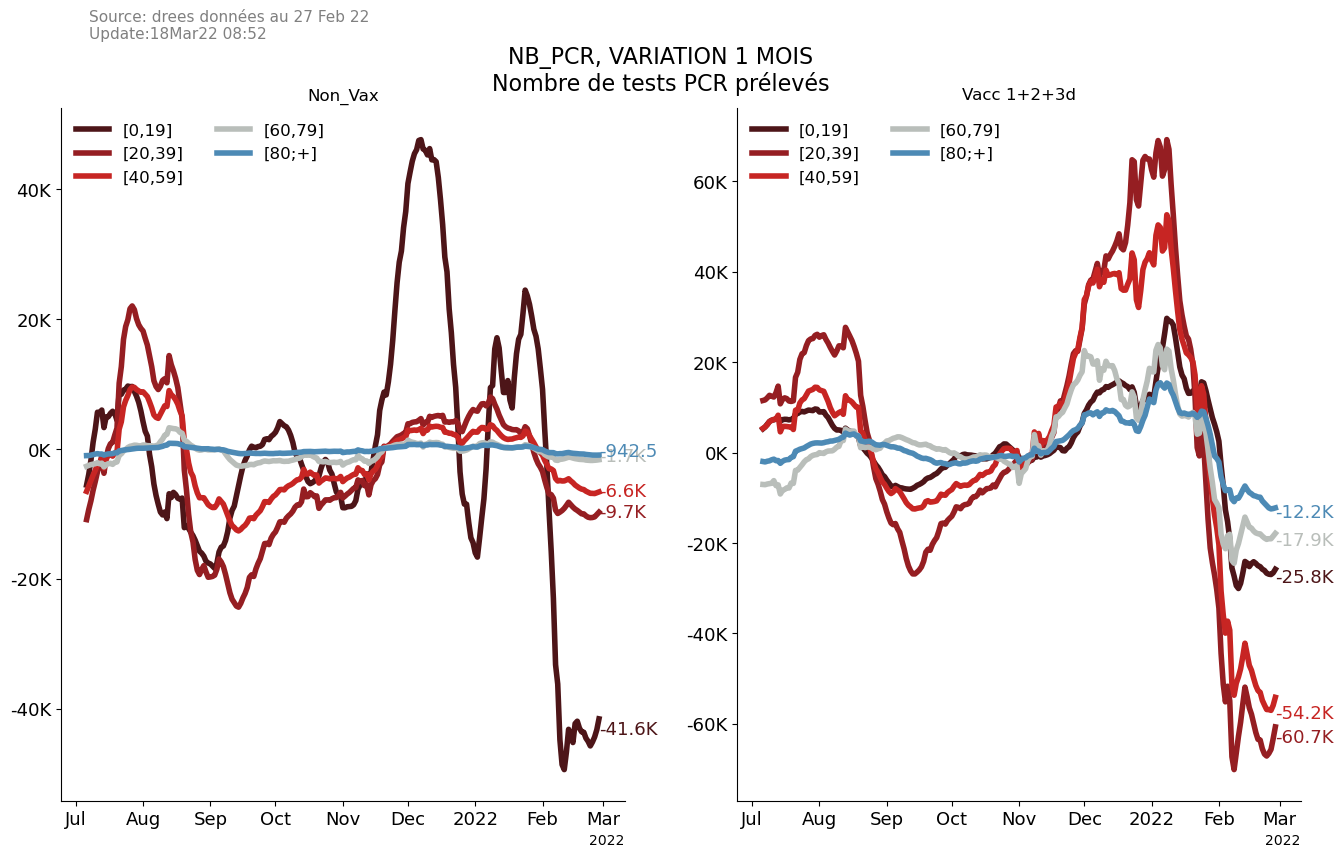 Source: drees données au 27 Feb 22
Update:18Mar22 08:52
NB_PCR, VARIATION 1 MOIS
Nombre de tests PCR prélevés
Non_Vax
[0,19]
[20,39]
[40,59]
[60,79]
[80;+]
40K
20K
0K
-20K
-40K
-942.5
-1.7K
-6.6K
-9.7K
-41.6K
Jul
Aug
Sep
Oct
Nov
Dec
2022
Feb
Mar
2022
Vacc 1+2+3d
[0,19]
[20,39]
[40,59]
[60,79]
[80;+]
60K
40K
20K
0K
-20K
-40K
-60K
-12.2K
-17.9K
-25.8K
-54.2K
-60.7K
Jul
Aug
Sep
Oct
Nov
Dec
2022
Feb
Mar
2022